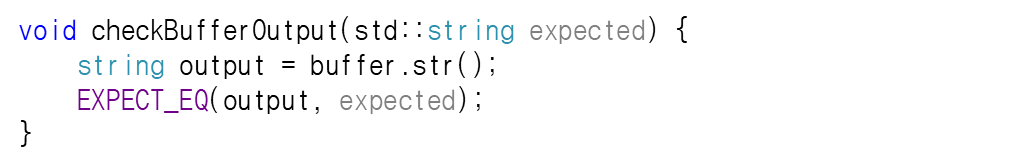 void checkBufferOutput(std::string expected) {
    string output = buffer.str();
    EXPECT_EQ(output, expected);
}